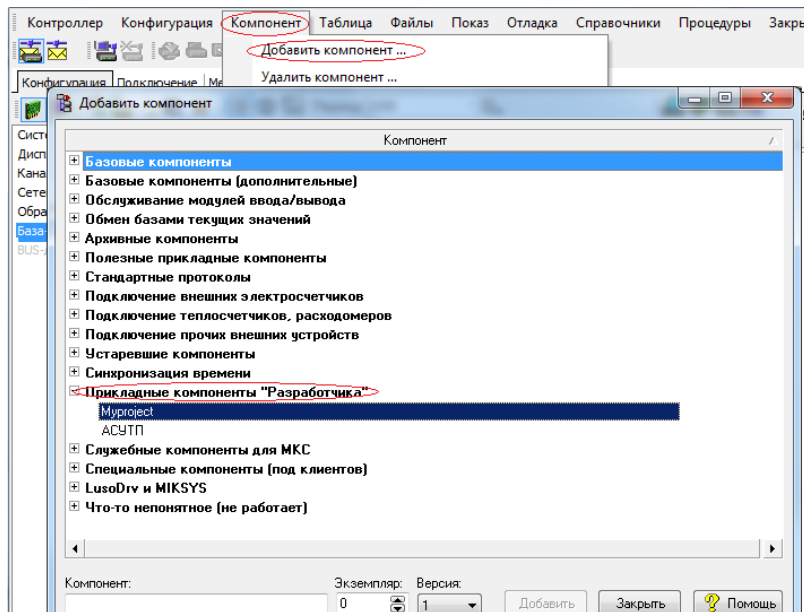 Контроллер Конфигурация Компонент Таблица Файлы Показ Отладка Справочники Процедуры
Добавить компонент ...
Удалить компонент ...
Конфигурация Подключение
Добавить компонент
Компонент
Базовые компоненты
Базовые компоненты (дополнительные)
Обслуживание модулей ввода/вывода
Обмен базами текущих значений
Архивные компоненты
Полезные прикладные компоненты
Стандартные протоколы
Подключение внешних электросчетчиков
Подключение теплосчетчиков, расходомеров
Подключение прочих внешних устройств
Устаревшие компоненты
Синхронизация времени
Прикладные компоненты "Разработчика"
Myproject
АСУТП
Служебные компоненты для МКС
Специальные компоненты (под клиентов)
LusoDrv и MIKSYS
Что-то непонятное (не работает)
Компонент: Экземпляр: Версия:
0 1 Добавить Закрыть Помощь